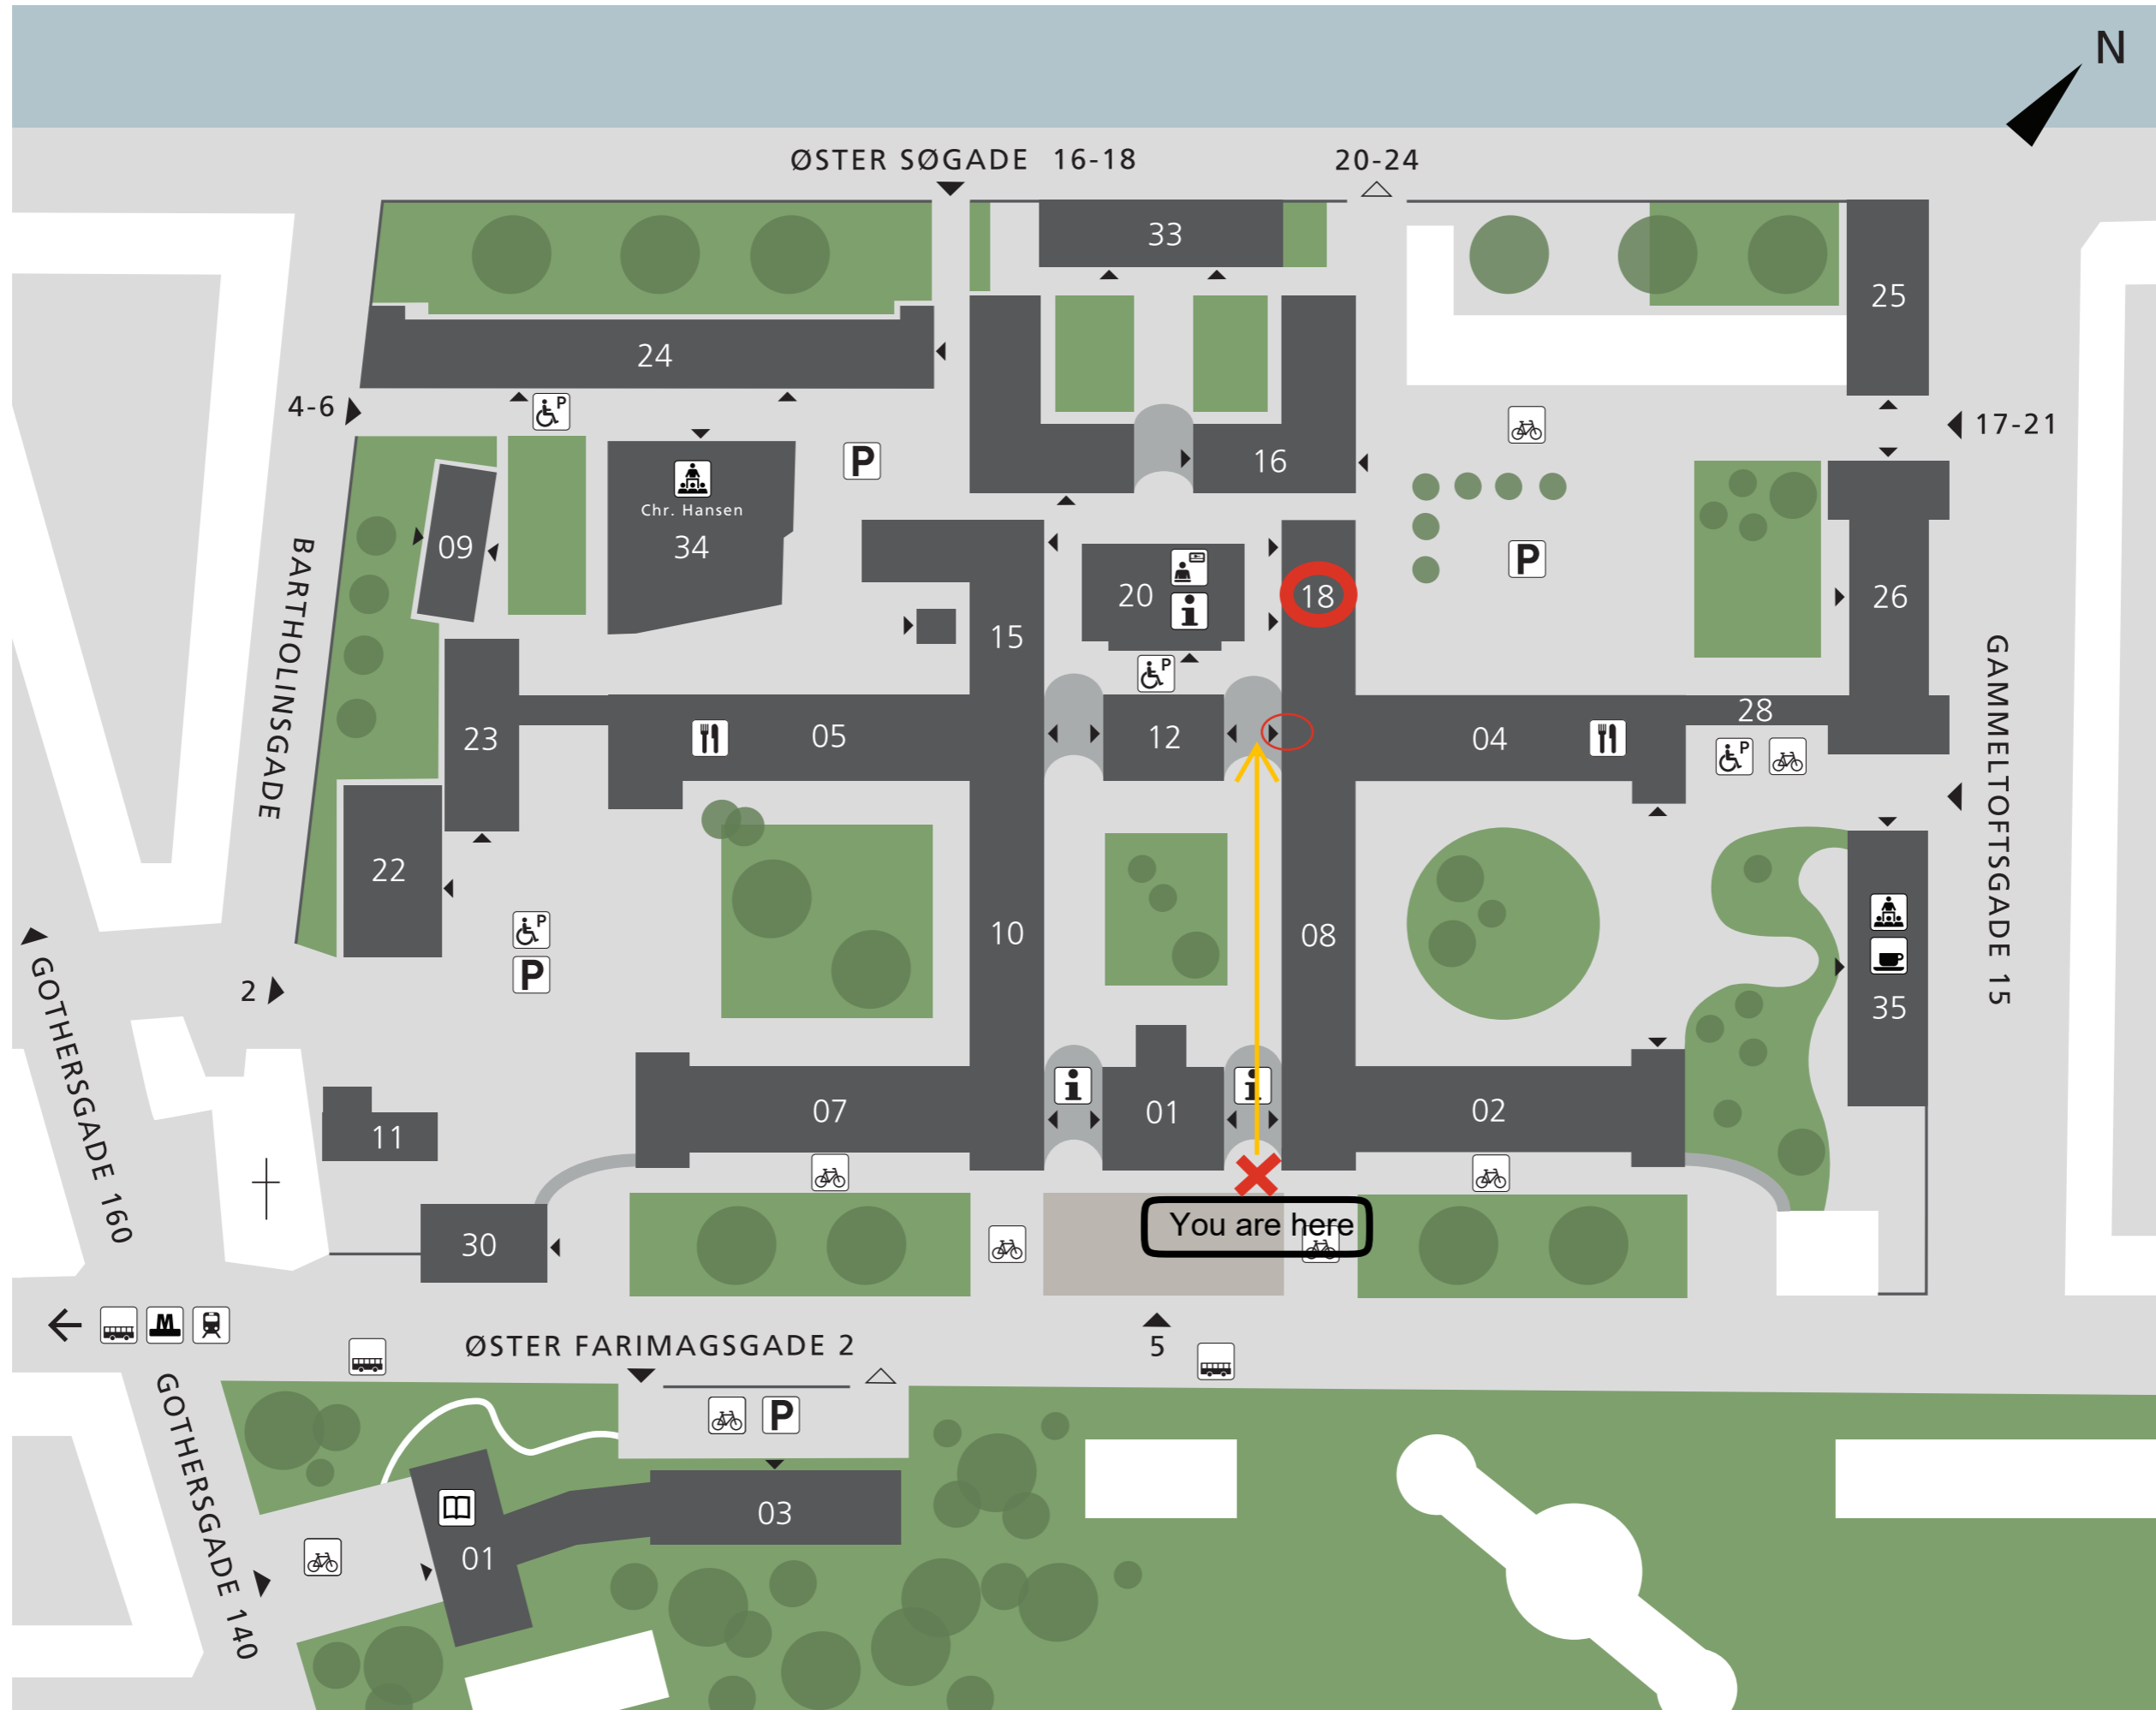 N
ØSTER SØGADE 16-18
20-24
33
25
24
4-6
17-21
P
16
Chr. Hansen
34
09
P
BARTHOLINSGADE
20
i
18
26
15
P
P
GAMMELTOFTSGADE 15
28
23
05
12
04
P
22
P
P
10
08
35
2
GOTHERSGADE 160
i
i
07
01
02
11
You are here
30
M
ØSTER FARIMAGSGADE 2
5
P
GOTHERSGADE 140
03
01